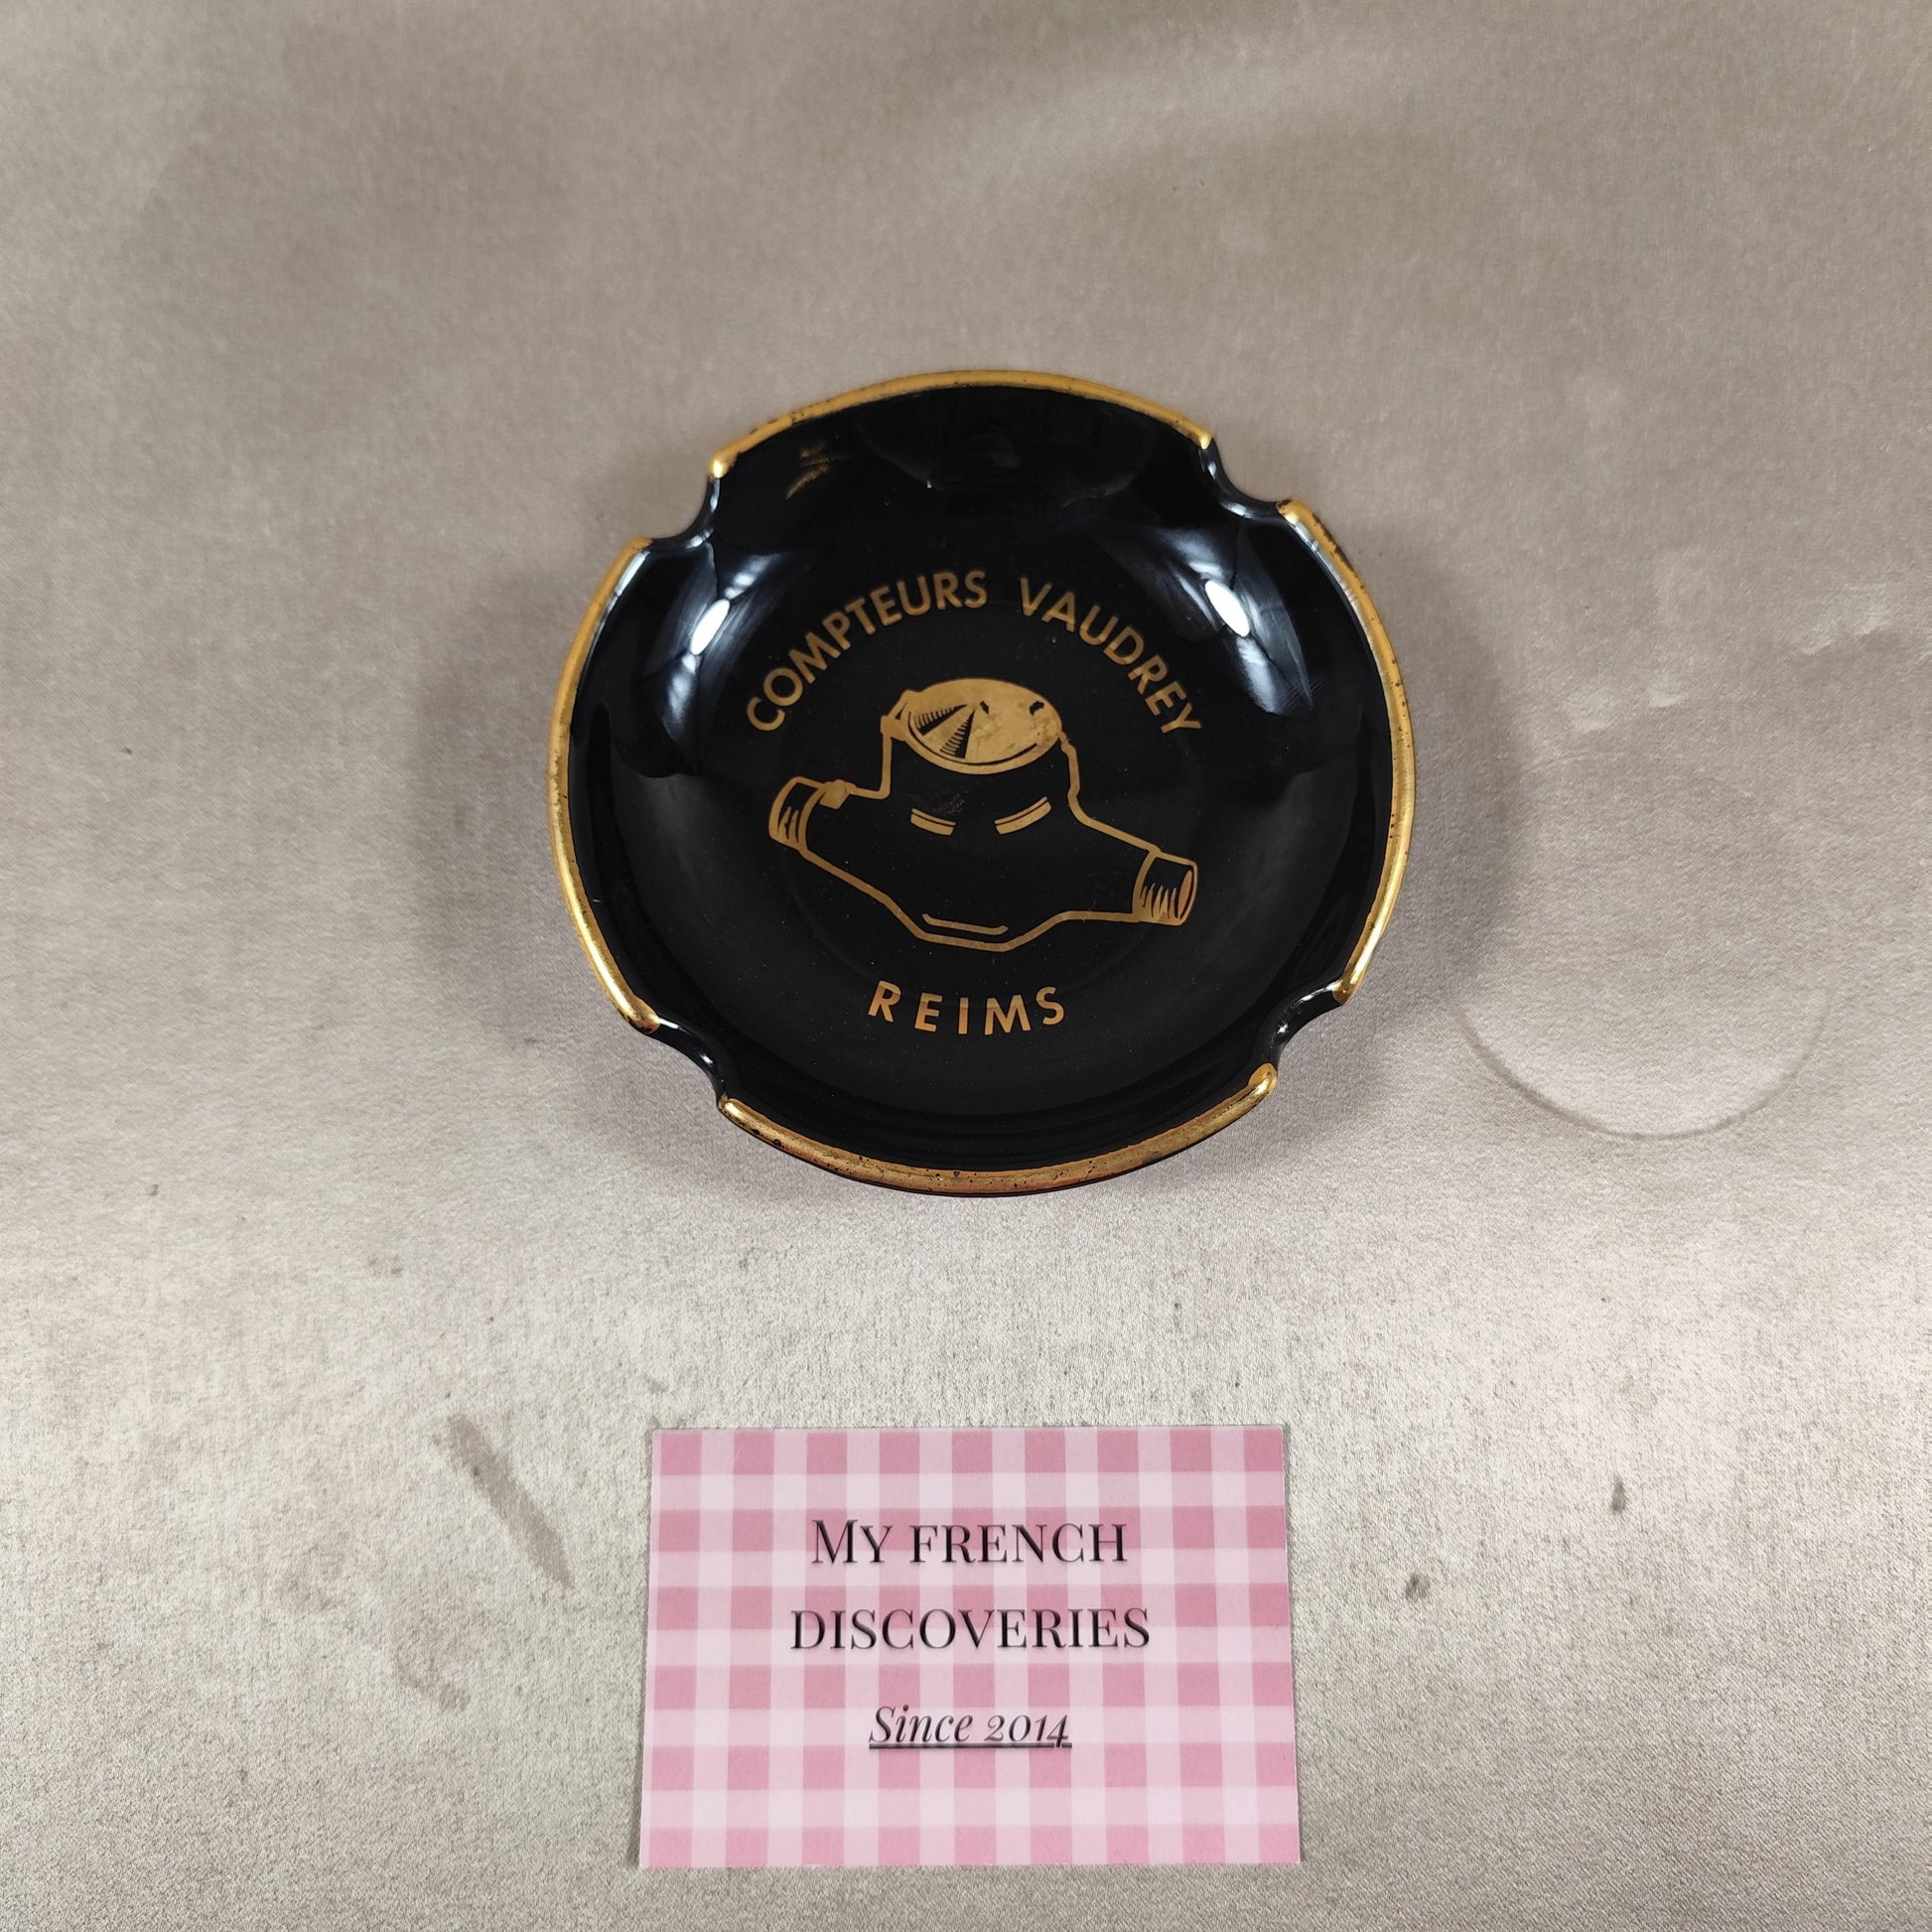 COMPTEURS VAUDREY
REIMS
My french
discoveries
Since 2014